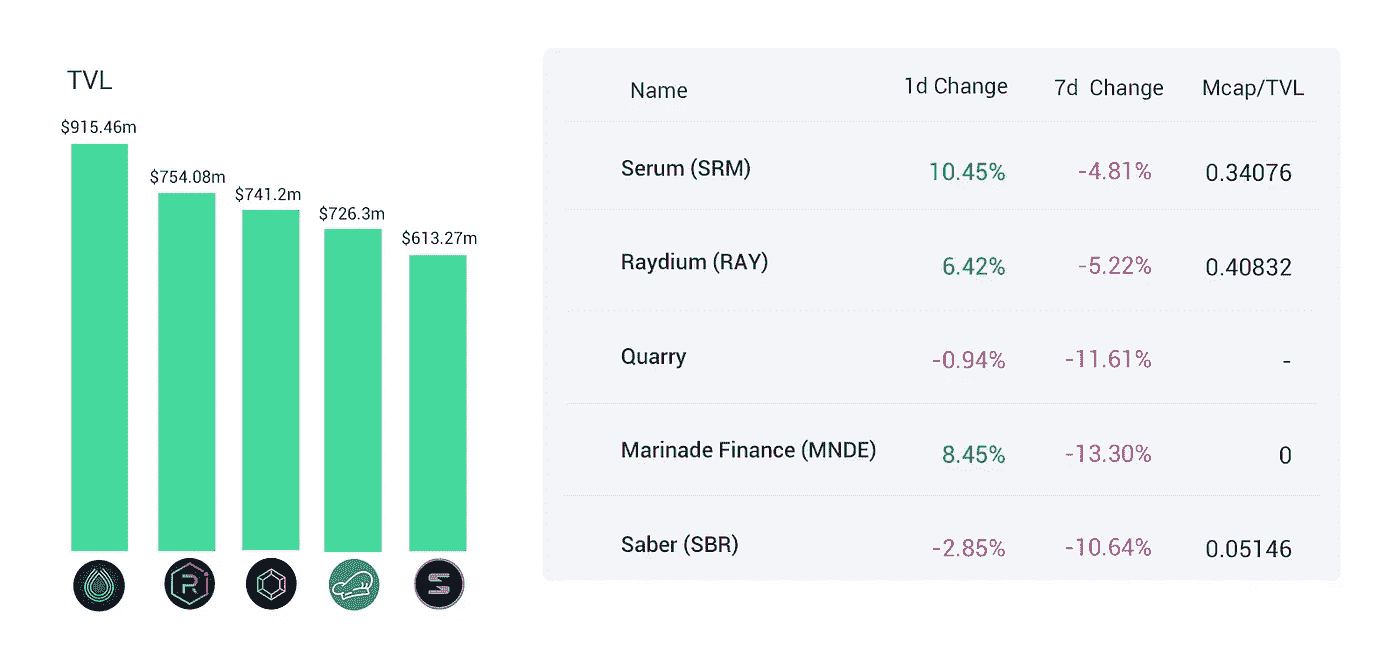 TVL
$915.46m
$754.08m
$741.2m
$726.3m
$613.27m
Name 1d Change 7d Change Mcap/TVL
Serum (SRM) 10.45% -4.81% 0.34076
Raydium (RAY) 6.42% -5.22% 0.40832
Quarry -0.94% -11.61% -
Marinade Finance (MNDE) 8.45% -13.30% 0
Saber (SBR) -2.85% -10.64% 0.05146